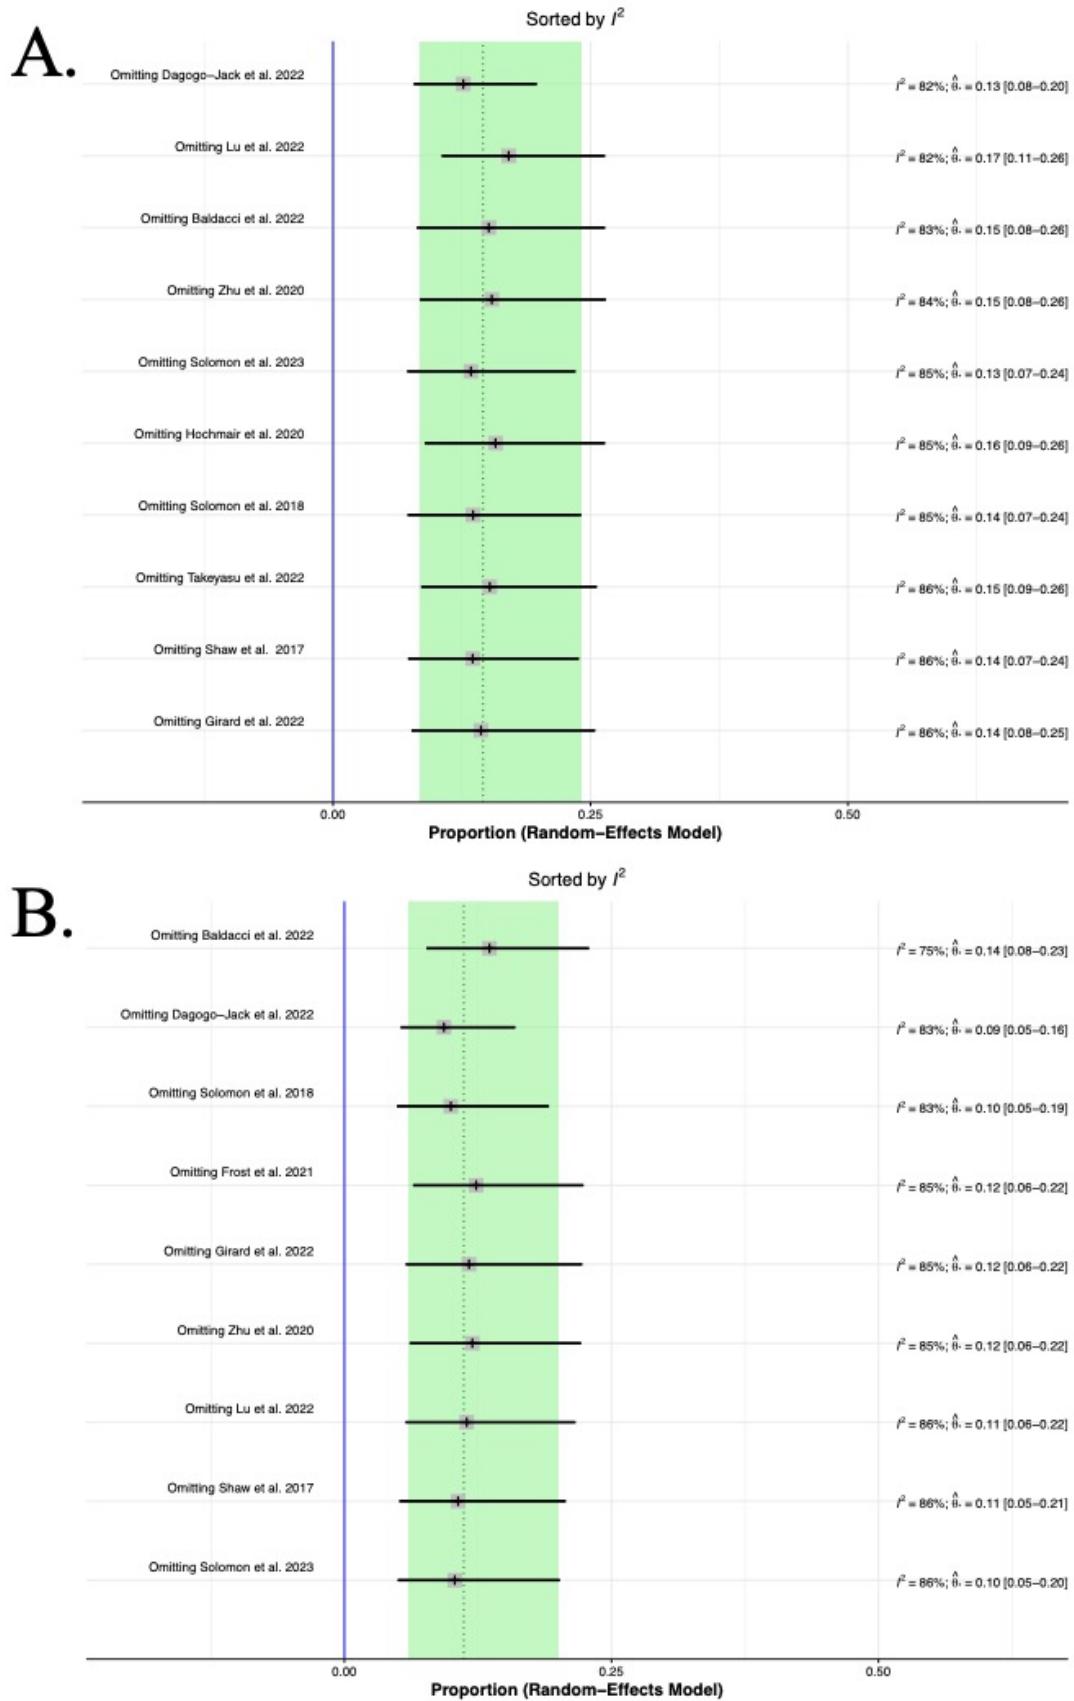 A.
Sorted by I²
Omitting Dagogo–Jack et al. 2022 I² = 82%; θ̂* = 0.13 [0.08–0.20]
Omitting Lu et al. 2022 I² = 82%; θ̂* = 0.17 [0.11–0.26]
Omitting Baldacci et al. 2022 I² = 83%; θ̂* = 0.15 [0.08–0.26]
Omitting Zhu et al. 2020 I² = 84%; θ̂* = 0.15 [0.08–0.26]
Omitting Solomon et al. 2023 I² = 85%; θ̂* = 0.13 [0.07–0.24]
Omitting Hochmair et al. 2020 I² = 85%; θ̂* = 0.16 [0.09–0.26]
Omitting Solomon et al. 2018 I² = 85%; θ̂* = 0.14 [0.07–0.24]
Omitting Takeyasu et al. 2022 I² = 86%; θ̂* = 0.15 [0.09–0.26]
Omitting Shaw et al. 2017 I² = 86%; θ̂* = 0.14 [0.07–0.24]
Omitting Girard et al. 2022 I² = 86%; θ̂* = 0.14 [0.08–0.25]
0.00 0.25 0.50
Proportion (Random–Effects Model)
B.
Sorted by I²
Omitting Baldacci et al. 2022 I² = 75%; θ̂* = 0.14 [0.08–0.23]
Omitting Dagogo–Jack et al. 2022 I² = 83%; θ̂* = 0.09 [0.05–0.16]
Omitting Solomon et al. 2018 I² = 83%; θ̂* = 0.10 [0.05–0.19]
Omitting Frost et al. 2021 I² = 85%; θ̂* = 0.12 [0.06–0.22]
Omitting Girard et al. 2022 I² = 85%; θ̂* = 0.12 [0.06–0.22]
Omitting Zhu et al. 2020 I² = 85%; θ̂* = 0.12 [0.06–0.22]
Omitting Lu et al. 2022 I² = 86%; θ̂* = 0.11 [0.06–0.22]
Omitting Shaw et al. 2017 I² = 86%; θ̂* = 0.11 [0.05–0.21]
Omitting Solomon et al. 2023 I² = 86%; θ̂* = 0.10 [0.05–0.20]
0.00 0.25 0.50
Proportion (Random–Effects Model)